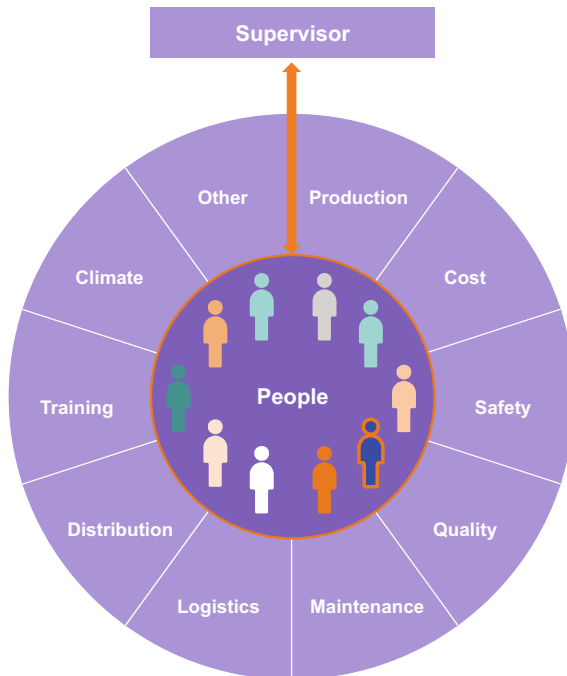 Supervisor
Other
Production
Climate
Cost
Training
People
Safety
Distribution
Quality
Logistics
Maintenance